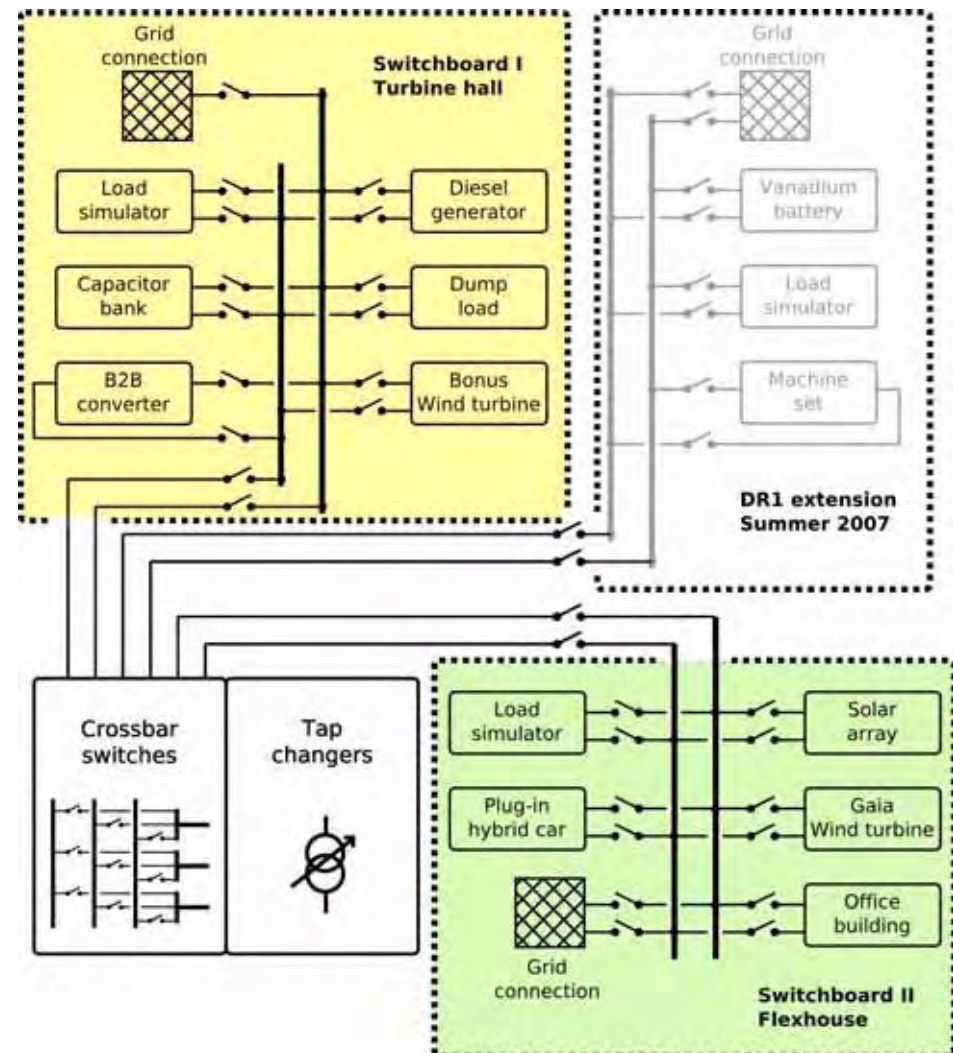 Grid
connection
Switchboard I
Turbine hall
Load
simulator
Diesel
generator
Capacitor
bank
Dump
load
B2B
converter
Bonus
Wind turbine
Grid
connection
Vanadium
battery
Load
simulator
Machine
set
DR1 extension
Summer 2007
Crossbar
switches
Tap
changers
Load
simulator
Solar
array
Plug-in
hybrid car
Gaia
Wind turbine
Office
building
Grid
connection
Switchboard II
Flexhouse